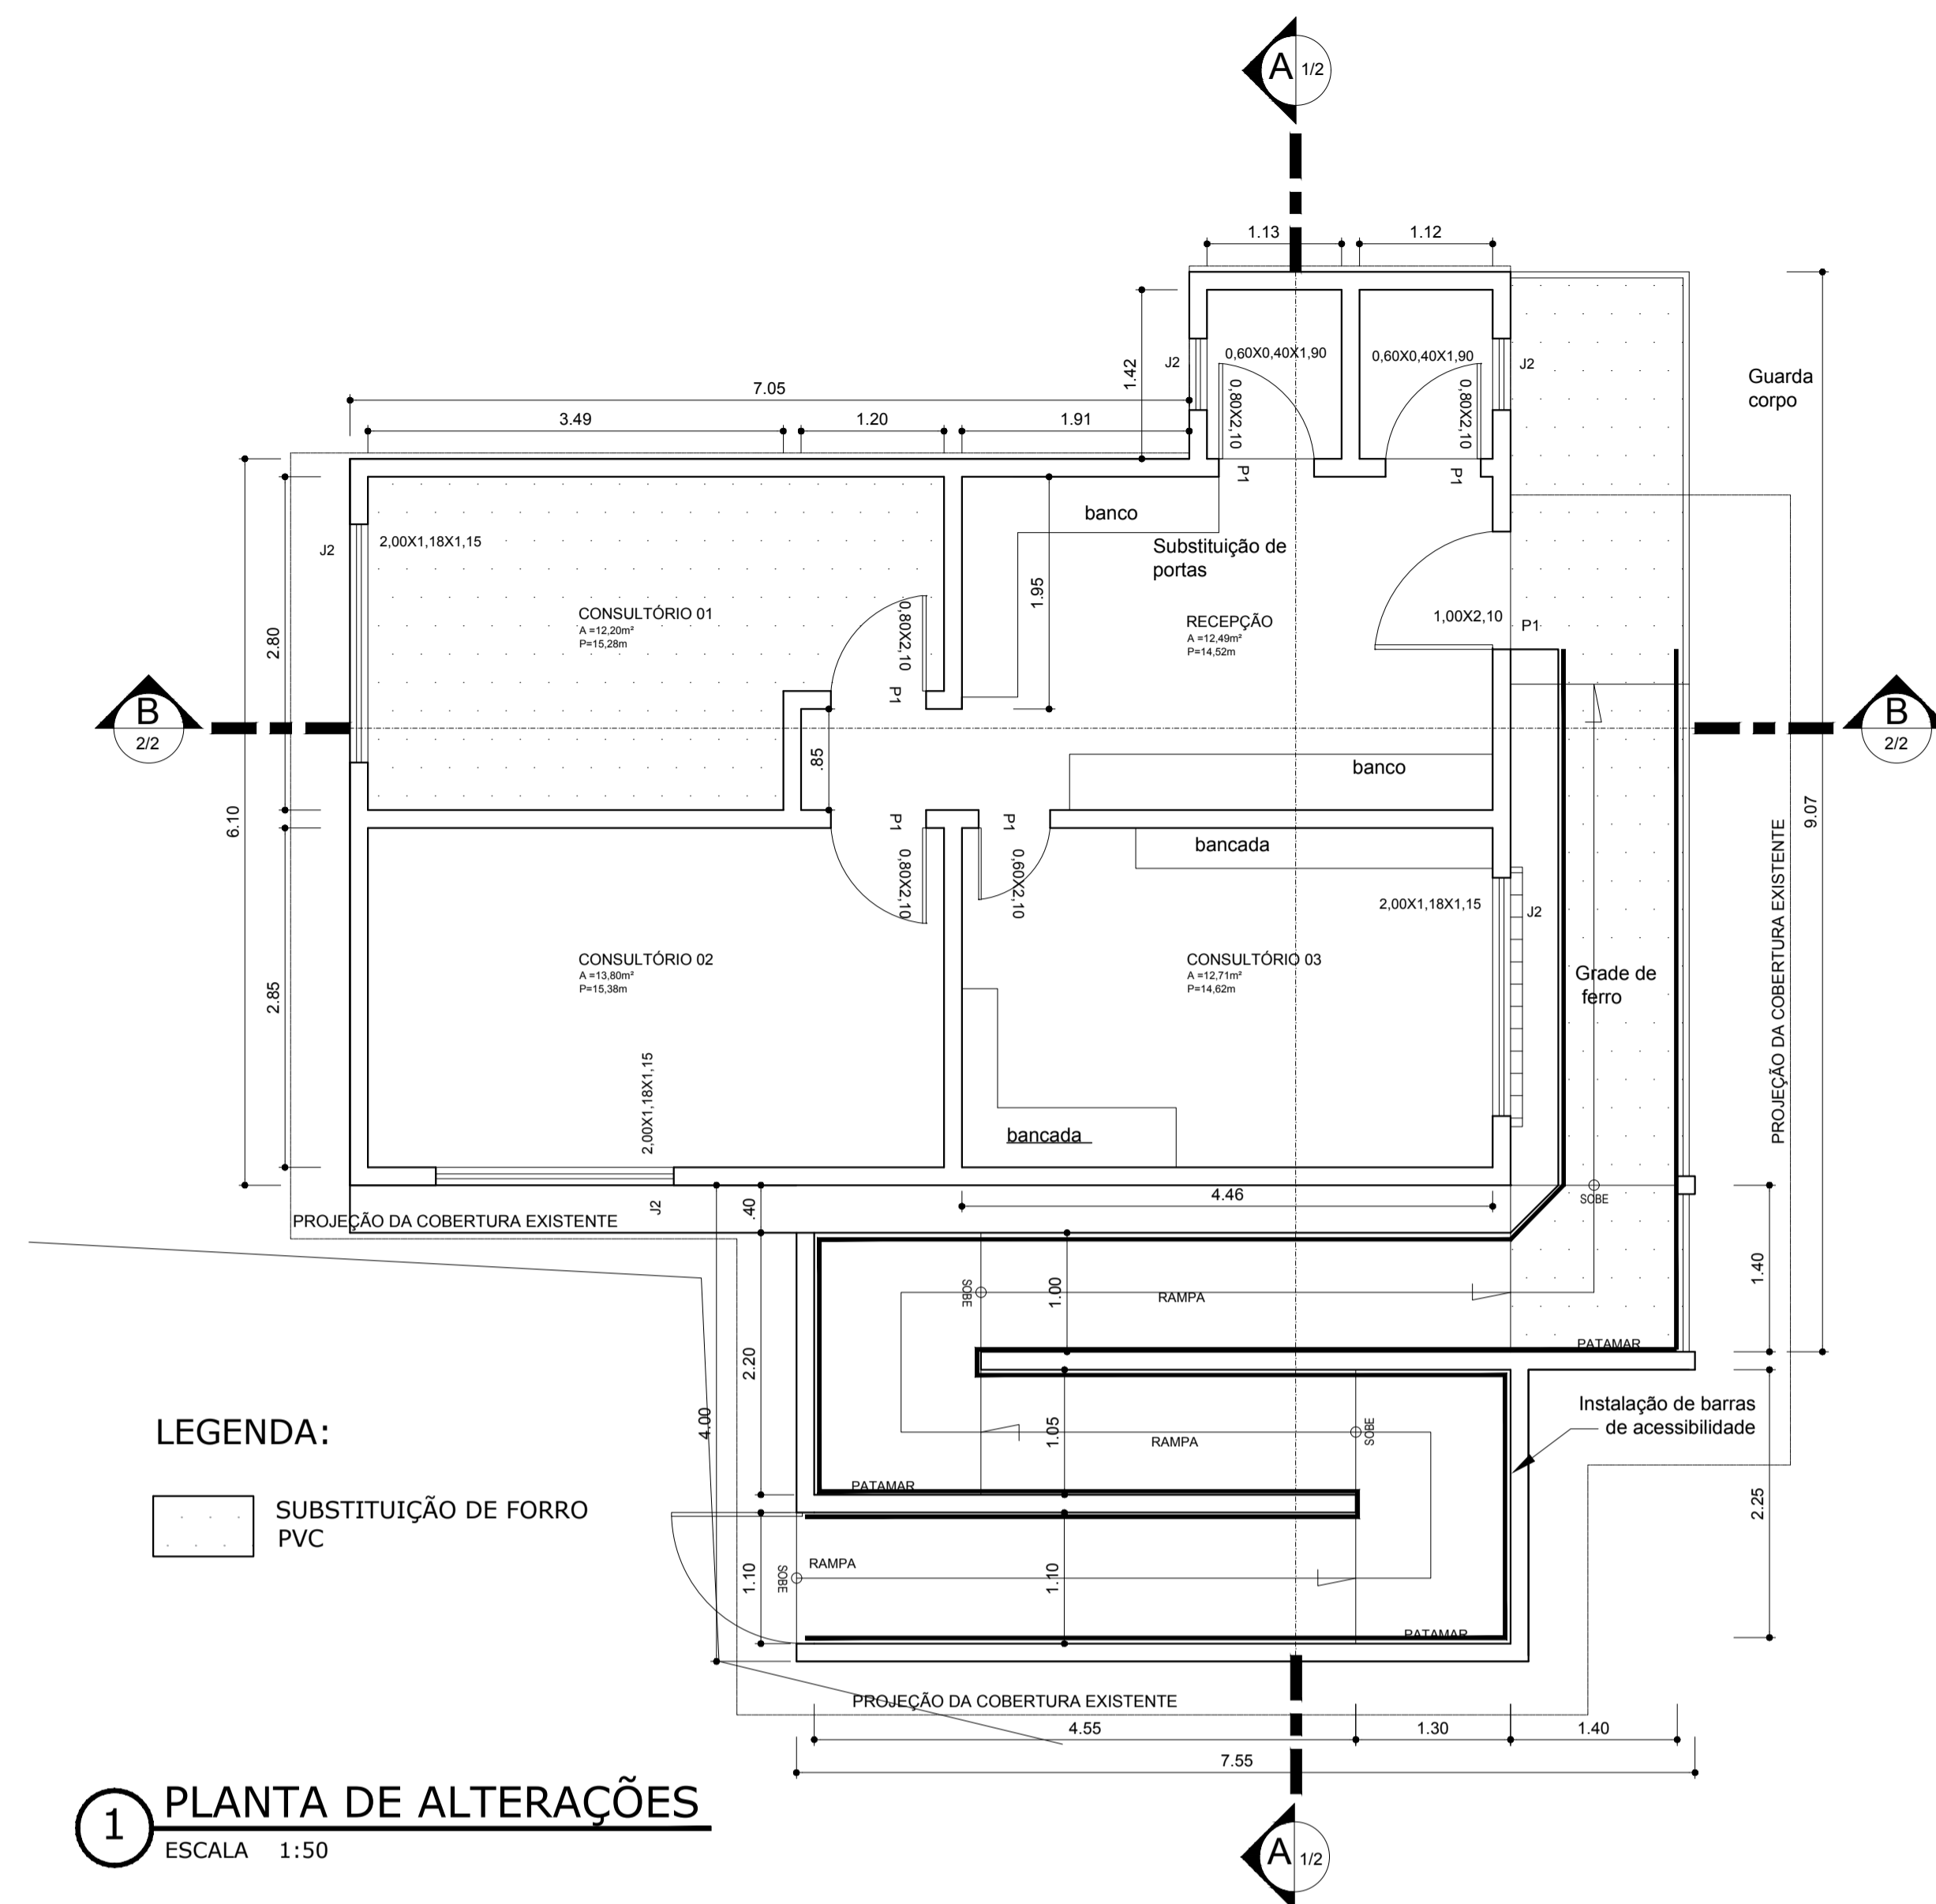 A 1/2
1.13
1.12
J2
0,60X0,40X1,90
0,60X0,40X1,90
J2
0,80X2,10
0,80X2,10
P1
P1
1.42
Guarda
corpo
7.05
3.49
1.20
1.91
J2
2,00X1,18X1,15
banco
Substituição de
portas
1.95
CONSULTÓRIO 01
A =12,20m²
P=15,28m
0,80X2,10
P1
RECEPÇÃO
A =12,49m²
P=14,52m
1,00X2,10
P1
2.80
6.10
B
2/2
B
2/2
.85
banco
9.07
PROJEÇÃO DA COBERTURA EXISTENTE
P1
0,80X2,10
P1
0,60X2,10
bancada
2,00X1,18X1,15
J2
CONSULTÓRIO 02
A =13,80m²
P=15,38m
CONSULTÓRIO 03
A =12,71m²
P=14,62m
Grade de
ferro
2.85
2,00X1,18X1,15
J2
bancada
4.46
SOBE
.40
PROJEÇÃO DA COBERTURA EXISTENTE
SOBE
1.00
RAMPA
1.40
PATAMAR
2.20
4.00
1.05
RAMPA
SOBE
Instalação de barras
de acessibilidade
PATAMAR
2.25
LEGENDA:
SUBSTITUIÇÃO DE FORRO
PVC
1.10
SOBE
RAMPA
1.10
PATAMAR
PROJEÇÃO DA COBERTURA EXISTENTE
4.55
1.30
1.40
7.55
1 PLANTA DE ALTERAÇÕES
ESCALA 1:50
A 1/2